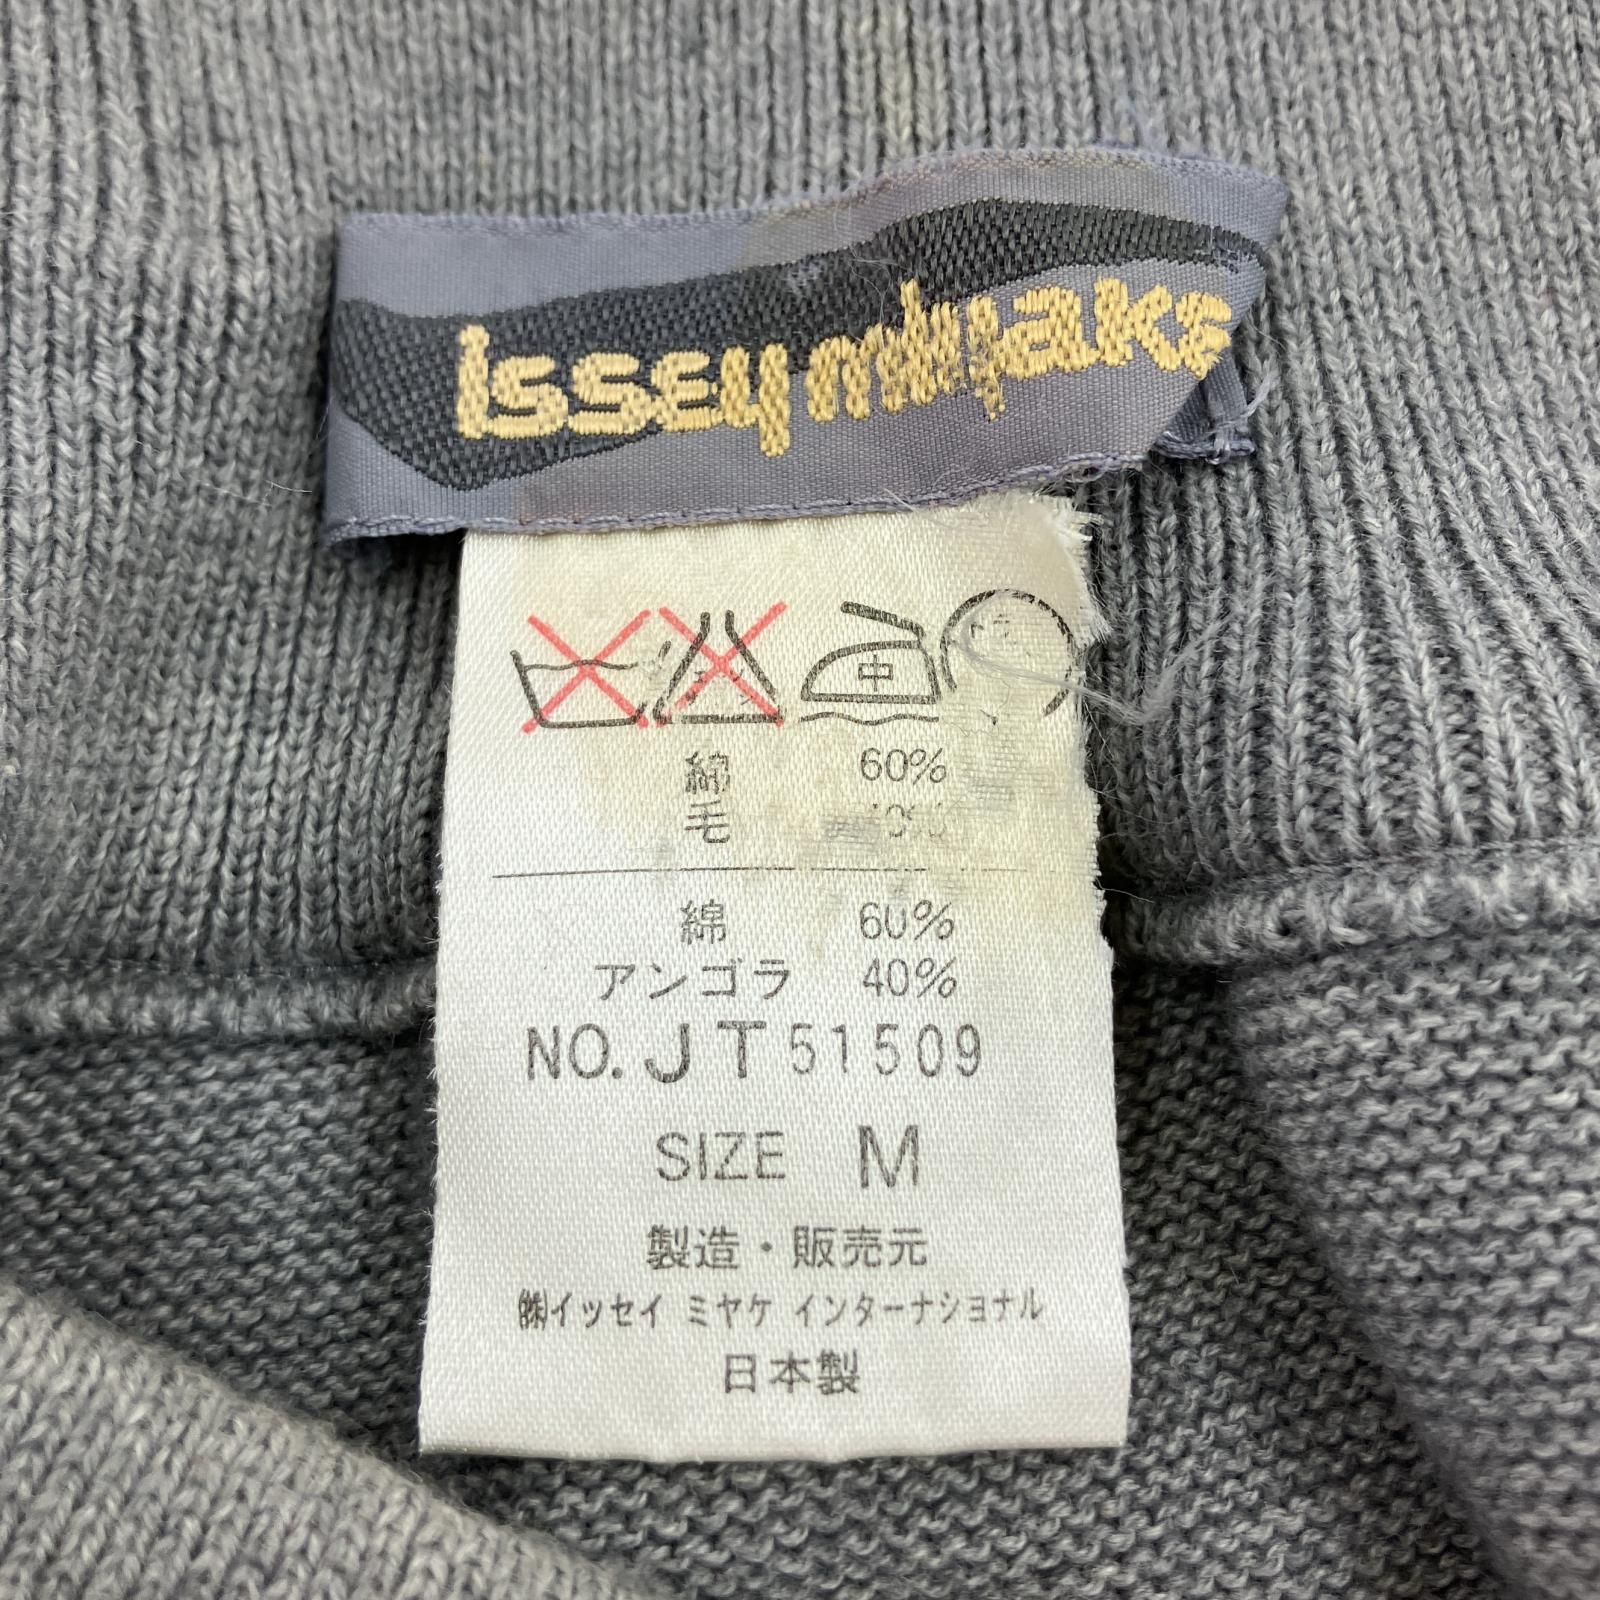 issey miyake
中
綿 60%
毛
綿 60%
アンゴラ 40%
NO. JT 51509
SIZE M
製造・販売元
㈱イッセイ ミヤケ インターナショナル
日本製